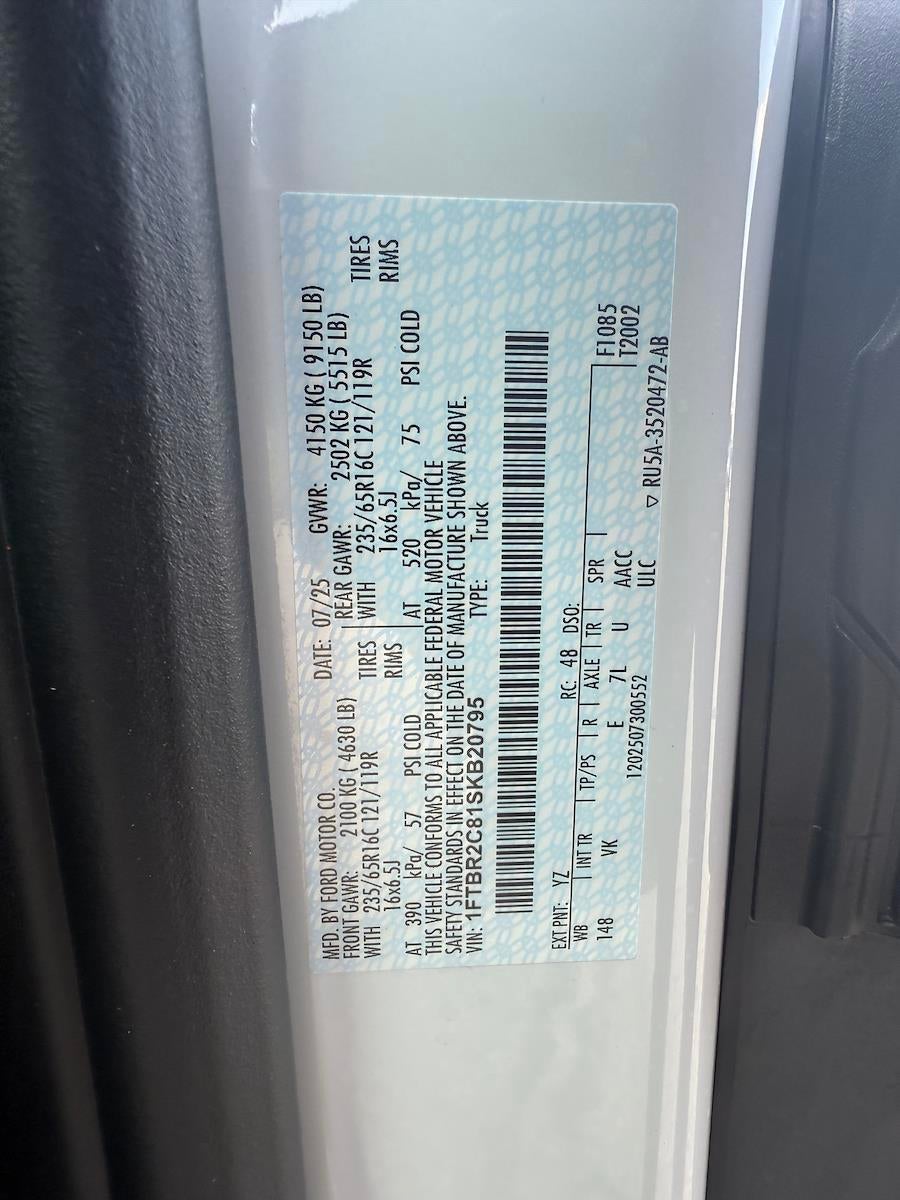 MFD. BY FORD MOTOR CO.
DATE: 07/25 GVWR: 4150 KG ( 9150 LB)
FRONT GAWR: 2100 KG ( 4630 LB) REAR GAWR: 2502 KG ( 5515 LB)
WITH 235/65R16C 121/119R TIRES WITH 235/65R16C 121/119R TIRES
16x6.5J RIMS 16x6.5J RIMS
AT 390 kPa/ 57 PSI COLD AT 520 kPa/ 75 PSI COLD
THIS VEHICLE CONFORMS TO ALL APPLICABLE FEDERAL MOTOR VEHICLE
SAFETY STANDARDS IN EFFECT ON THE DATE OF MANUFACTURE SHOWN ABOVE.
VIN: 1FTBR2C81SKB20795 TYPE: Truck
EXT PNT: YZ RC: 48 DSO:
WB INT TR TP/PS R AXLE TR SPR F1085
148 VK E 7L U AACC T2002
1202507300552 ULC
▽ RU5A-3520472-AB